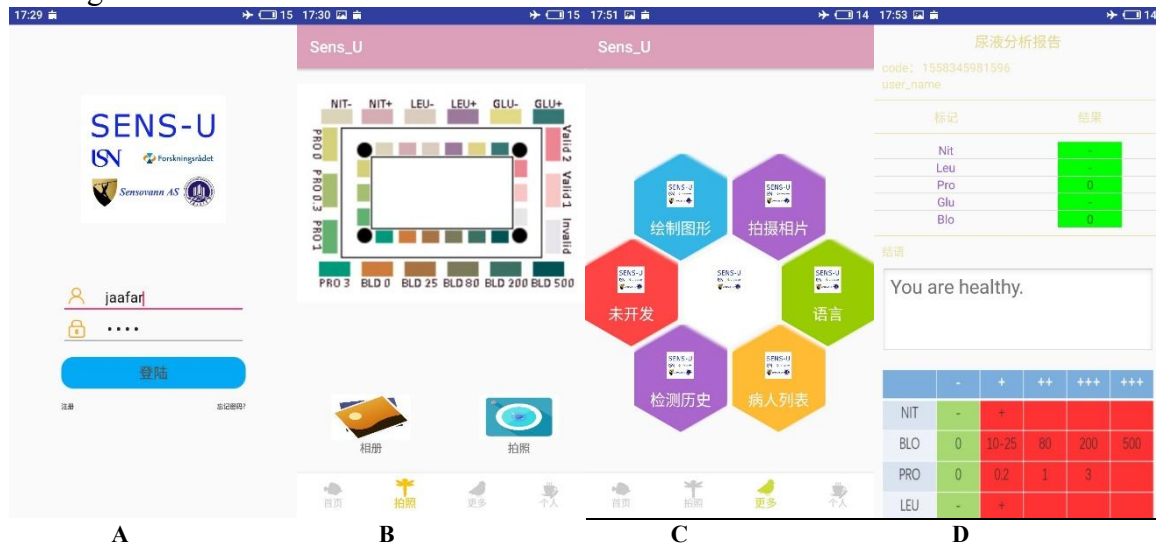 17:29
15
SENS-U
USN
Forskningsrådet
Sensovann AS
jaafar
登陆
注册
忘记密码?
A
17:30
15
Sens_U
NIT- NIT+ LEU- LEU+ GLU- GLU+
PRO 0
PRO 0.3
PRO 1
Valid 2
Valid 1
Invalid
PRO 3 BLD 0 BLD 25 BLD 80 BLD 200 BLD 500
相册
拍照
首页 拍照 更多 个人
B
17:51
14
Sens_U
SENS-U
绘制图形
SENS-U
拍摄相片
SENS-U
未开发
SENS-U
SENS-U
语言
SENS-U
检测历史
SENS-U
病人列表
首页 拍照 更多 个人
C
17:53
14
尿液分析报告
code: 1558345981596
user_name
标记 结果
Nit -
Leu -
Pro 0
Glu -
Blo 0
结语
You are healthy.
- + ++ +++ +++
NIT - +
BLO 0 10-25 80 200 500
PRO 0 0.2 1 3
LEU - +
D